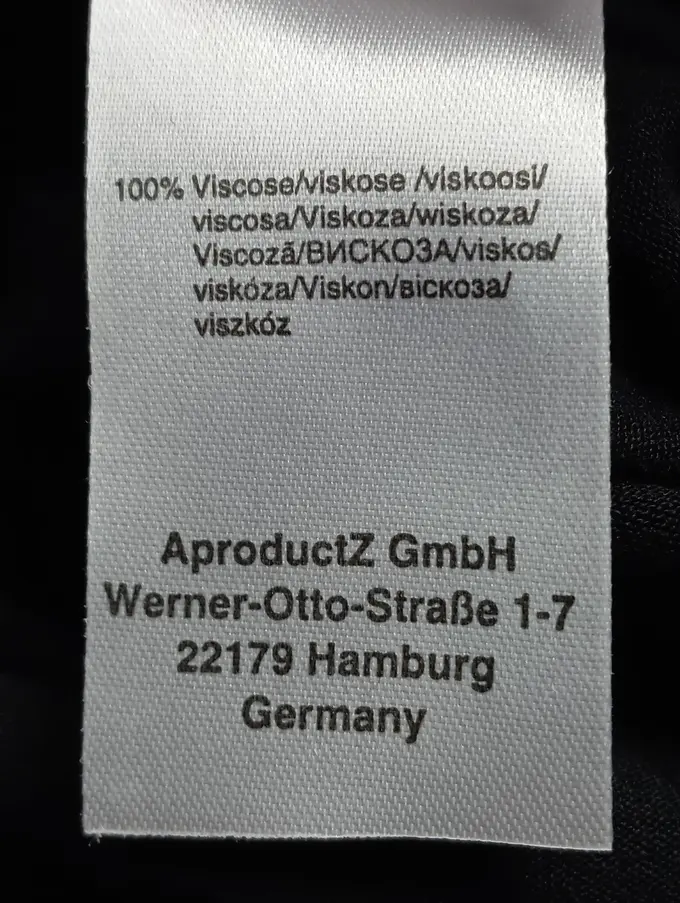 100% Viscose/viskose /viskoosi/
viscosa/Viskoza/wiskoza/
Viscoză/ВИСКОЗА/viskos/
viskóza/Viskon/віскоза/
viszkóz
AproductZ GmbH
Werner-Otto-Straße 1-7
22179 Hamburg
Germany